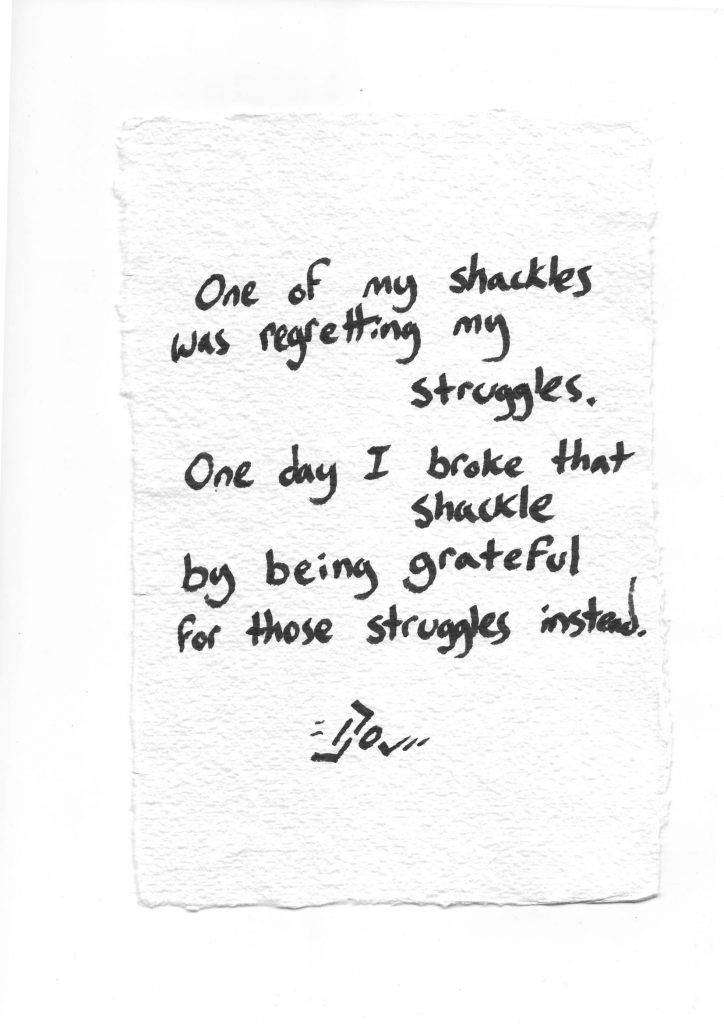 One of my shackles
was regretting my
struggles.
One day I broke that
shackle
by being grateful
for those struggles instead.